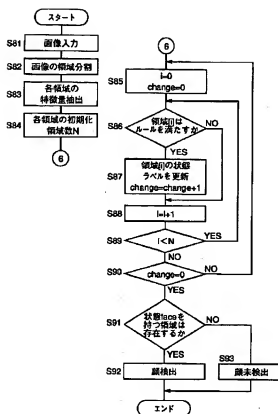 スタート
S81
画像入力
S82
画像の領域分割
S83
各領域の
特徴量抽出
S84
各領域の初期化
領域数N
6
6
S85
i=0
change=0
S86
領域[i]は
ルールを満たすか
NO
YES
S87
領域[i]の状態
ラベルを更新
change=change+1
S88
i=i+1
S89
i<N
YES
NO
S90
change=0
NO
YES
S91
状態faceを
持つ領域は
存在するか
NO
YES
S92
顔検出
S93
顔未検出
エンド